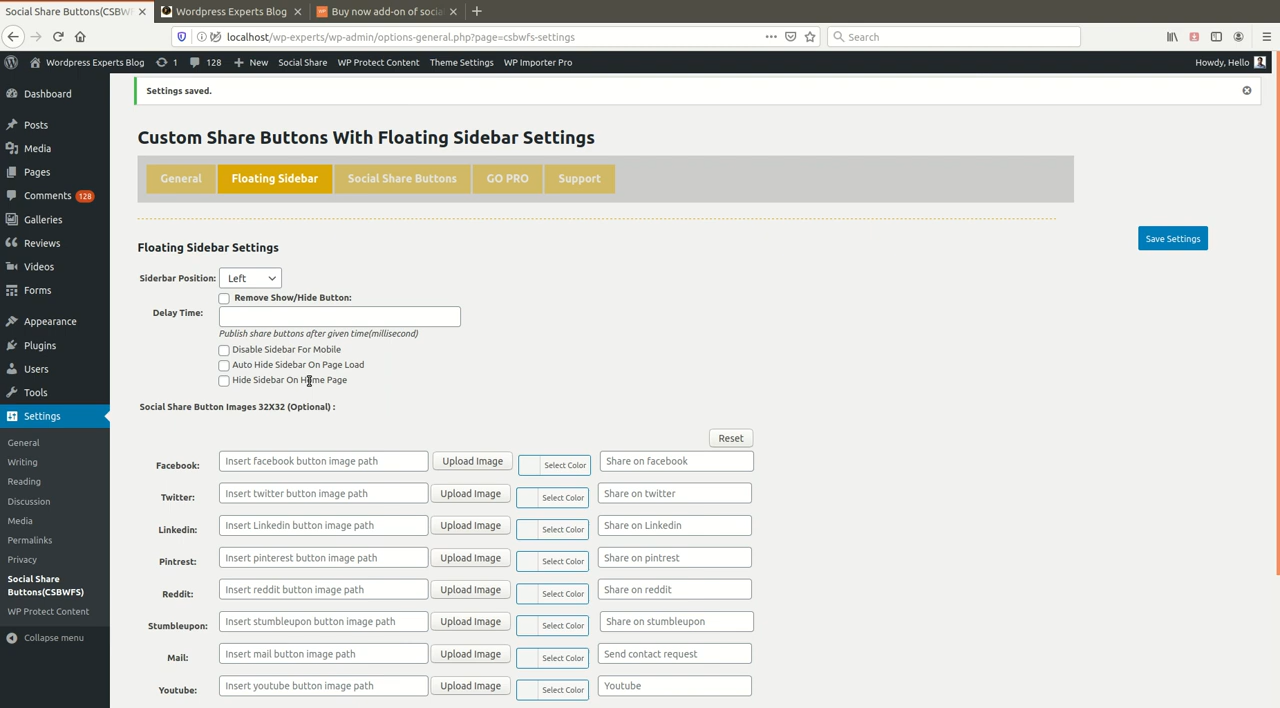 Social Share Buttons(CSBWF
Wordpress Experts Blog
Buy now add-on of socia
localhost/wp-experts/wp-admin/options-general.php?page=csbwfs-settings
Search
Wordpress Experts Blog
1
128
New
Social Share
WP Protect Content
Theme Settings
WP Importer Pro
Howdy, Hello
Dashboard
Posts
Media
Pages
Comments 128
Galleries
Reviews
Videos
Forms
Appearance
Plugins
Users
Tools
Settings
General
Writing
Reading
Discussion
Media
Permalinks
Privacy
Social Share
Buttons(CSBWFS)
WP Protect Content
Collapse menu
Settings saved.
Custom Share Buttons With Floating Sidebar Settings
General
Floating Sidebar
Social Share Buttons
GO PRO
Support
Save Settings
Floating Sidebar Settings
Siderbar Position: Left
Remove Show/Hide Button:
Delay Time:
Publish share buttons after given time(millisecond)
Disable Sidebar For Mobile
Auto Hide Sidebar On Page Load
Hide Sidebar On Home Page
Social Share Button Images 32X32 (Optional) :
Reset
Facebook: Insert facebook button image path Upload Image Select Color Share on facebook
Twitter: Insert twitter button image path Upload Image Select Color Share on twitter
Linkedin: Insert Linkedin button image path Upload Image Select Color Share on Linkedin
Pintrest: Insert pinterest button image path Upload Image Select Color Share on pintrest
Reddit: Insert reddit button image path Upload Image Select Color Share on reddit
Stumbleupon: Insert stumbleupon button image path Upload Image Select Color Share on stumbleupon
Mail: Insert mail button image path Upload Image Select Color Send contact request
Youtube: Insert youtube button image path Upload Image Select Color Youtube